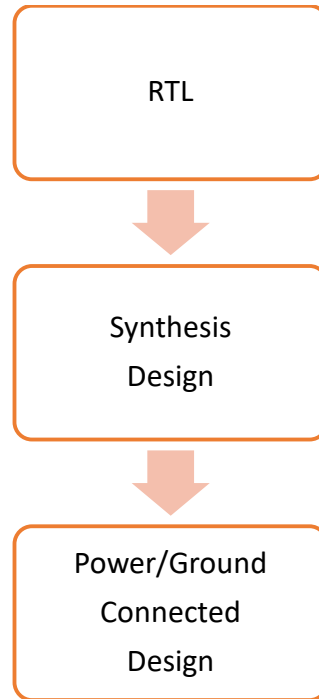 RTL
Synthesis
Design
Power/Ground
Connected
Design